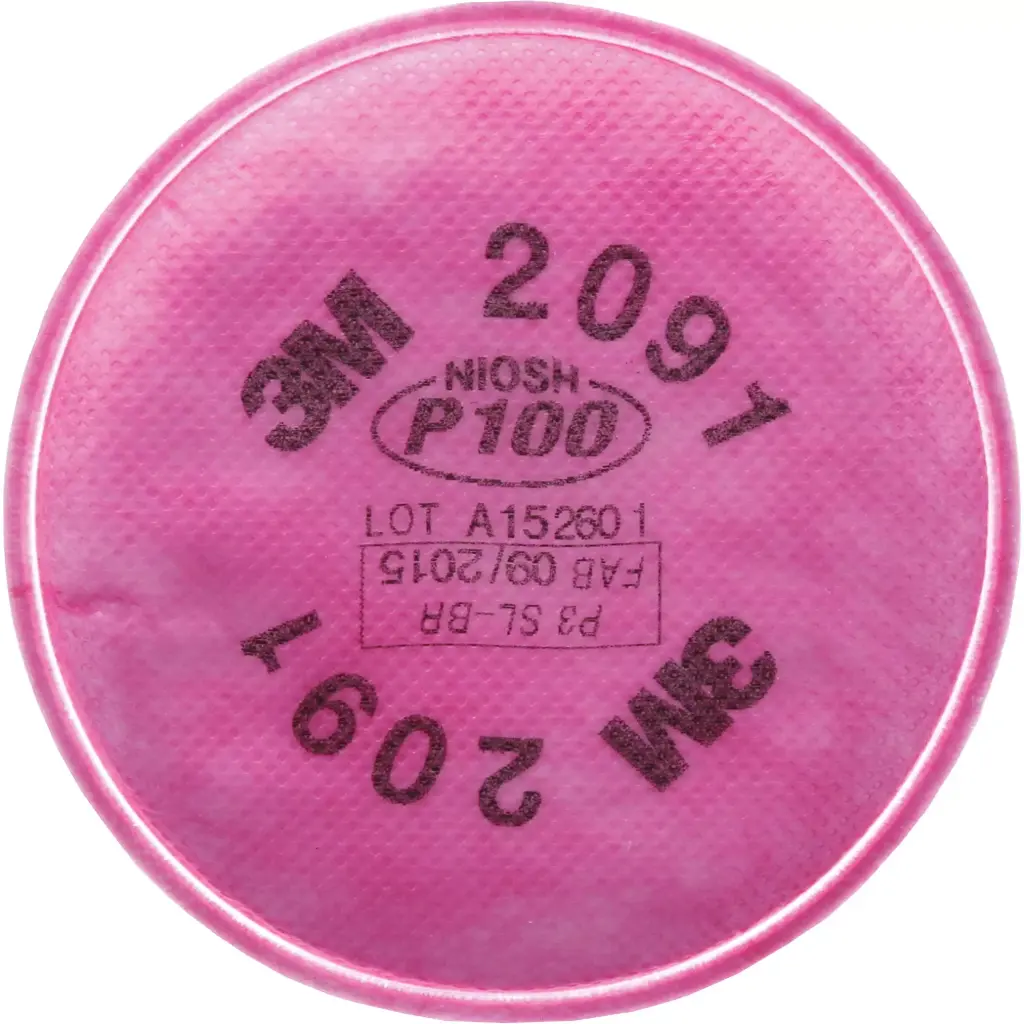 3M 2091
NIOSH
P100
LOT A152601
FAB 09/2015
P3 SL-BR
3M 2091